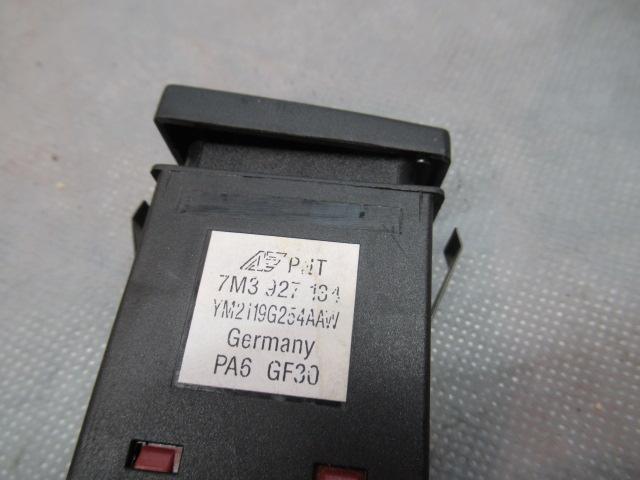 PAT
7M3 927 134
YM2119G254AAW
Germany
PA6 GF30